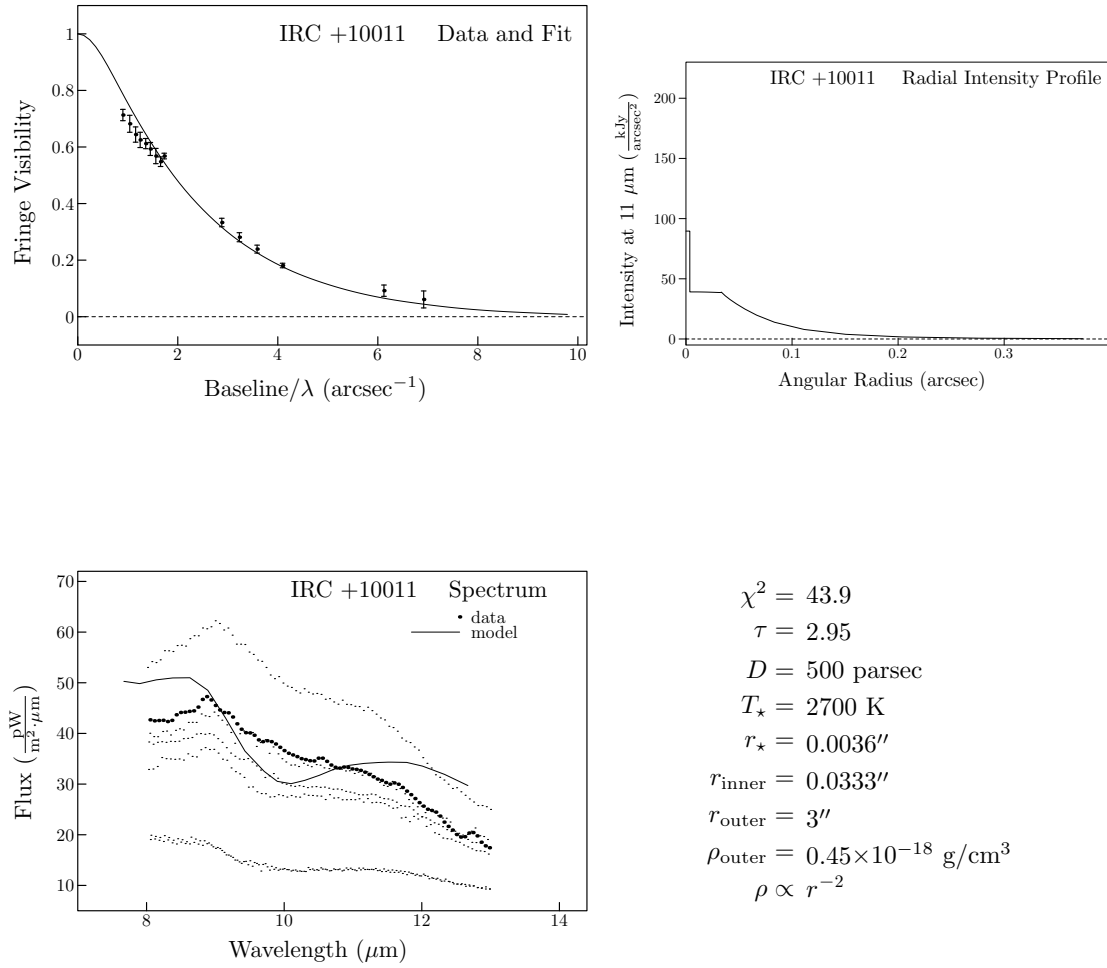 IRC +10011 Data and Fit
Fringe Visibility
1
0.8
0.6
0.4
0.2
0
0 2 4 6 8 10
Baseline/λ (arcsec⁻¹)
IRC +10011 Radial Intensity Profile
Intensity at 11 μm (kJy/arcsec²)
200
150
100
50
0
0 0.1 0.2 0.3
Angular Radius (arcsec)
IRC +10011 Spectrum
data
model
Flux (pW/m²·μm)
70
60
50
40
30
20
10
8 10 12 14
Wavelength (μm)
χ² = 43.9
τ = 2.95
D = 500 parsec
T⋆ = 2700 K
r⋆ = 0.0036″
r_inner = 0.0333″
r_outer = 3″
ρ_outer = 0.45×10⁻¹⁸ g/cm³
ρ ∝ r⁻²